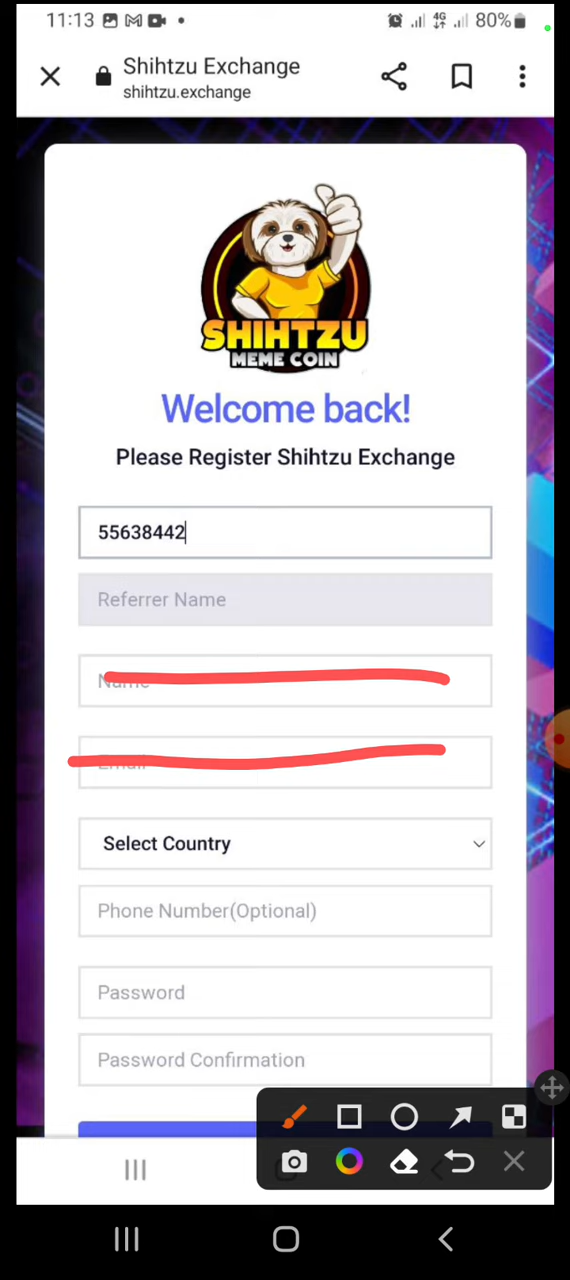 11:13
4G
80%
Shihtzu Exchange
shihtzu.exchange
SHIHTZU
MEME COIN
Welcome back!
Please Register Shihtzu Exchange
55638442
Referrer Name
Name
Email
Select Country
Phone Number(Optional)
Password
Password Confirmation